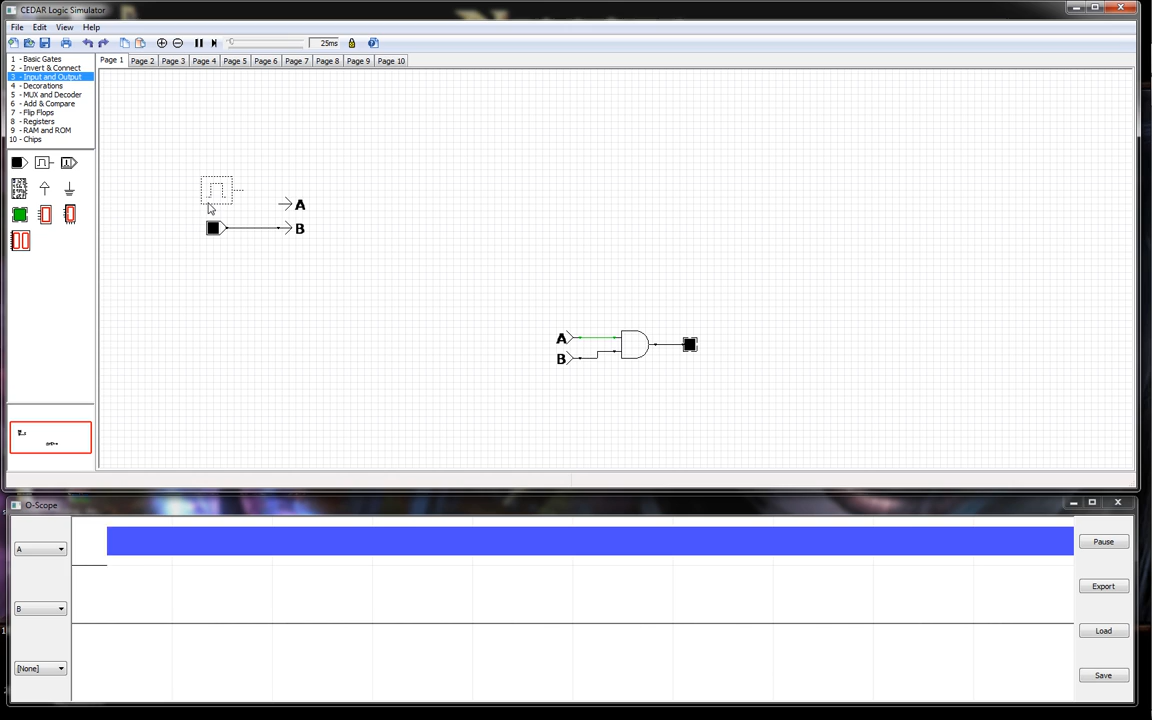 CEDAR Logic Simulator
File Edit View Help
25ms
1 - Basic Gates
2 - Invert & Connect
3 - Input and Output
4 - Decorations
5 - MUX and Decoder
6 - Add & Compare
7 - Flip Flops
8 - Registers
9 - RAM and ROM
10 - Chips
Page 1 Page 2 Page 3 Page 4 Page 5 Page 6 Page 7 Page 8 Page 9 Page 10
A
B
A
B
O-Scope
A
B
[None]
Pause
Export
Load
Save